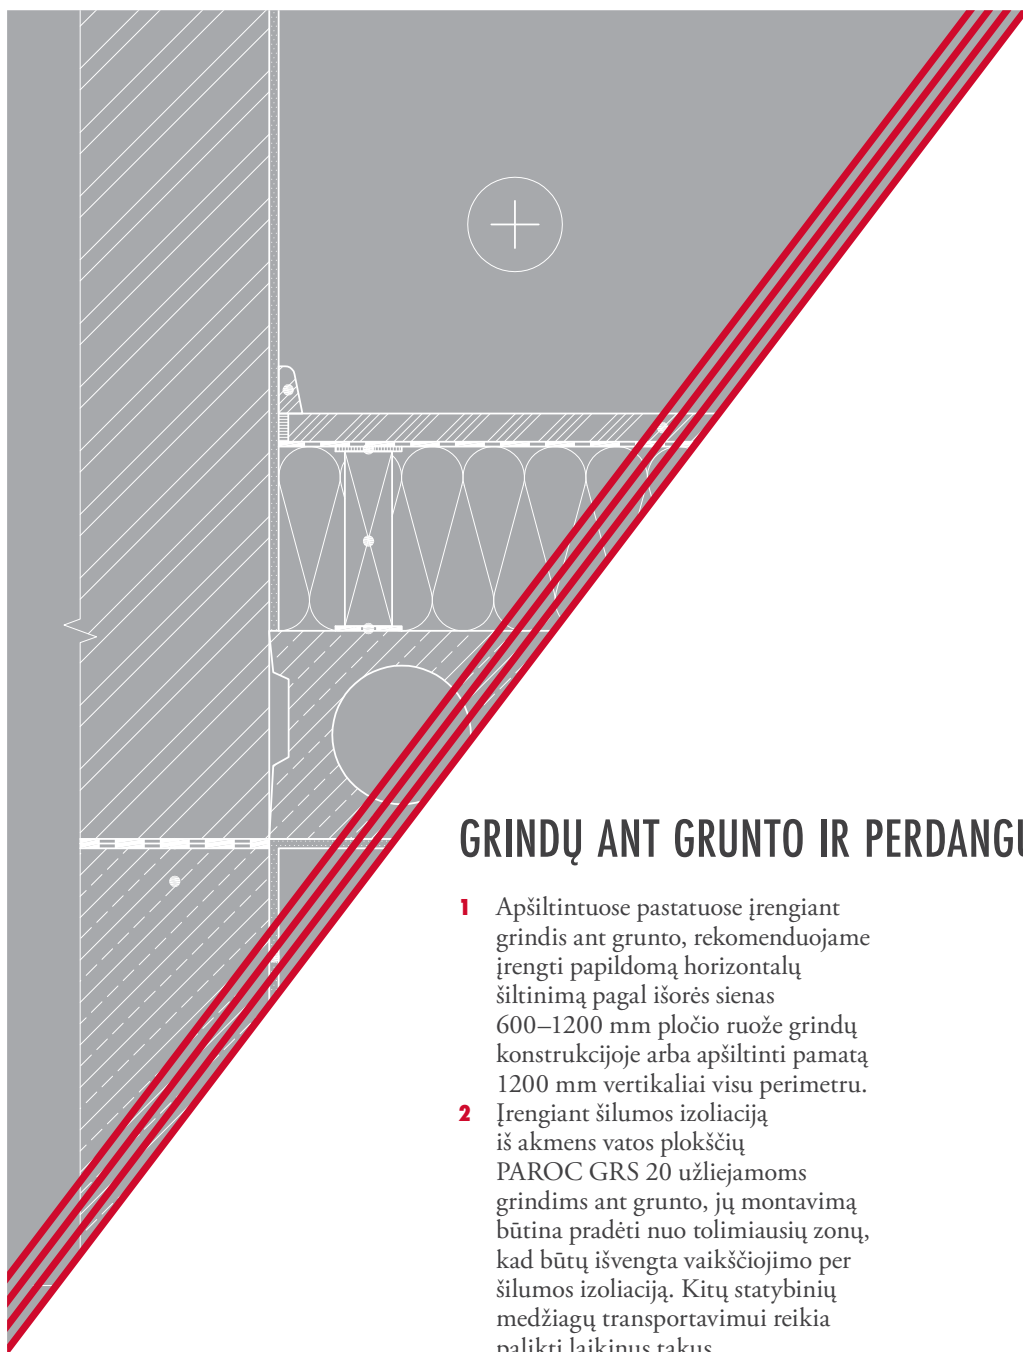 GRINDŲ ANT GRUNTO IR
1 Apšiltintuose pastatuose įrengiant
grindis ant grunto, rekomenduojame
įrengti papildomą horizontalų
šiltinimą pagal išorės sienas
600–1200 mm pločio ruože grindų
konstrukcijoje arba apšiltinti pamatą
1200 mm vertikaliai visu perimetru.
2 Įrengiant šilumos izoliaciją
iš akmens vatos plokščių
PAROC GRS 20 užliejamoms
grindims ant grunto, jų montavimą
būtina pradėti nuo tolimiausių zonų,
kad būtų išvengta vaikščiojimo per
šilumos izoliaciją. Kitų statybinių
medžiagų transportavimui reikia
palikti laikinus takus